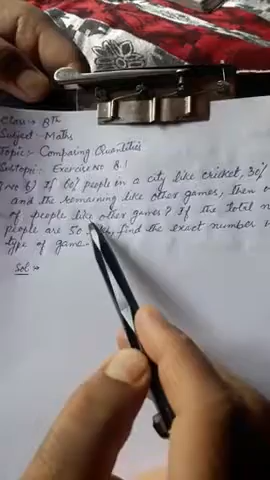 Class → 8th
Subject:- Maths
Topic:- Comparing Quantities
Subtopic:- Exercise No 8.1
No 6) If 60% people in a city like cricket, 30%
and the remaining like other games, then
of people like other games? If the total
people are 50 find the exact number
type of game.
Sol:→